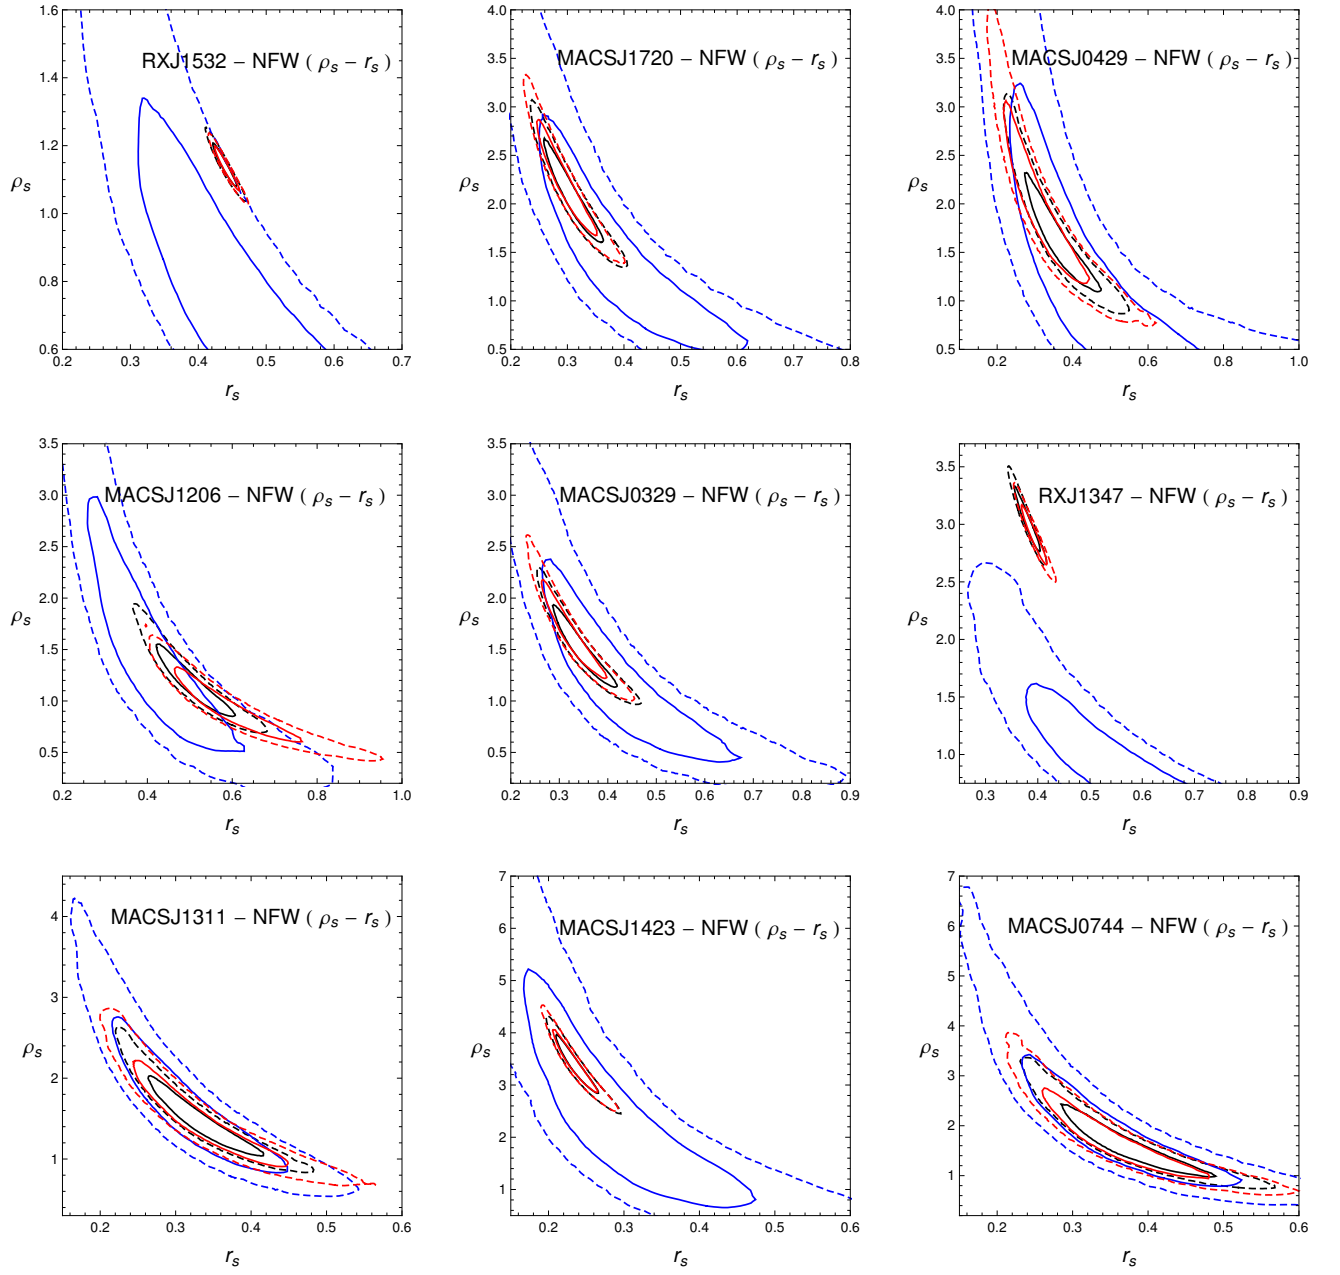 RXJ1532 − NFW ( ρs − rs )
1.6
1.4
1.2
ρs
1.0
0.8
0.6
0.2 0.3 0.4 0.5 0.6 0.7
rs
MACSJ1720 − NFW ( ρs − rs )
4.0
3.5
3.0
2.5
ρs
2.0
1.5
1.0
0.5
0.2 0.3 0.4 0.5 0.6 0.7 0.8
rs
MACSJ0429 − NFW ( ρs − rs )
4.0
3.5
3.0
2.5
ρs
2.0
1.5
1.0
0.5
0.2 0.4 0.6 0.8 1.0
rs
MACSJ1206 − NFW ( ρs − rs )
3.5
3.0
2.5
2.0
ρs
1.5
1.0
0.5
0.2 0.4 0.6 0.8 1.0
rs
MACSJ0329 − NFW ( ρs − rs )
3.5
3.0
2.5
2.0
ρs
1.5
1.0
0.5
0.2 0.3 0.4 0.5 0.6 0.7 0.8 0.9
rs
RXJ1347 − NFW ( ρs − rs )
3.5
3.0
2.5
ρs
2.0
1.5
1.0
0.3 0.4 0.5 0.6 0.7 0.8 0.9
rs
MACSJ1311 − NFW ( ρs − rs )
4
3
ρs
2
1
0.2 0.3 0.4 0.5 0.6
rs
MACSJ1423 − NFW ( ρs − rs )
7
6
5
ρs
4
3
2
1
0.2 0.3 0.4 0.5 0.6
rs
MACSJ0744 − NFW ( ρs − rs )
7
6
5
ρs
4
3
2
1
0.2 0.3 0.4 0.5 0.6
rs